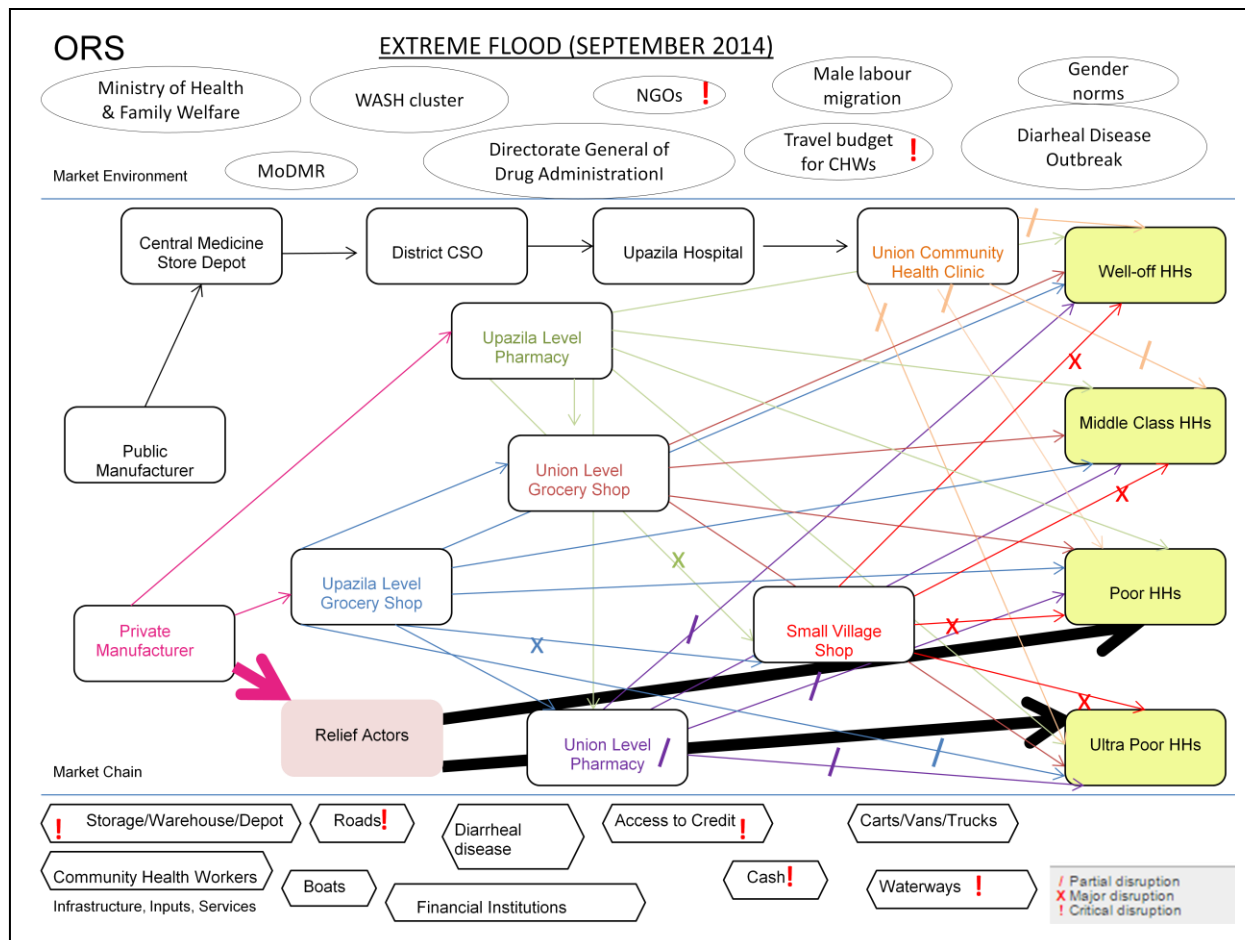 ORS
EXTREME FLOOD (SEPTEMBER 2014)
Ministry of Health
& Family Welfare
WASH cluster
NGOs !
Male labour
migration
Gender
norms
MoDMR
Directorate General of
Drug AdministrationI
Travel budget
for CHWs !
Diarheal Disease
Outbreak
Market Environment
Central Medicine
Store Depot
District CSO
Upazila Hospital
Union Community
Health Clinic
Well-off HHs
Upazila Level
Pharmacy
/
/
/
/
X
Public
Manufacturer
Union Level
Grocery Shop
Middle Class HHs
X
X
Upazila Level
Grocery Shop
Poor HHs
Private
Manufacturer
X
/
Small Village
Shop
X
/
Relief Actors
Union Level
Pharmacy
/
/
/
X
Ultra Poor HHs
Market Chain
! Storage/Warehouse/Depot
Roads!
Diarrheal
disease
Access to Credit !
Carts/Vans/Trucks
Community Health Workers
Boats
Financial Institutions
Cash!
Waterways !
Infrastructure, Inputs, Services
/ Partial disruption
X Major disruption
! Critical disruption